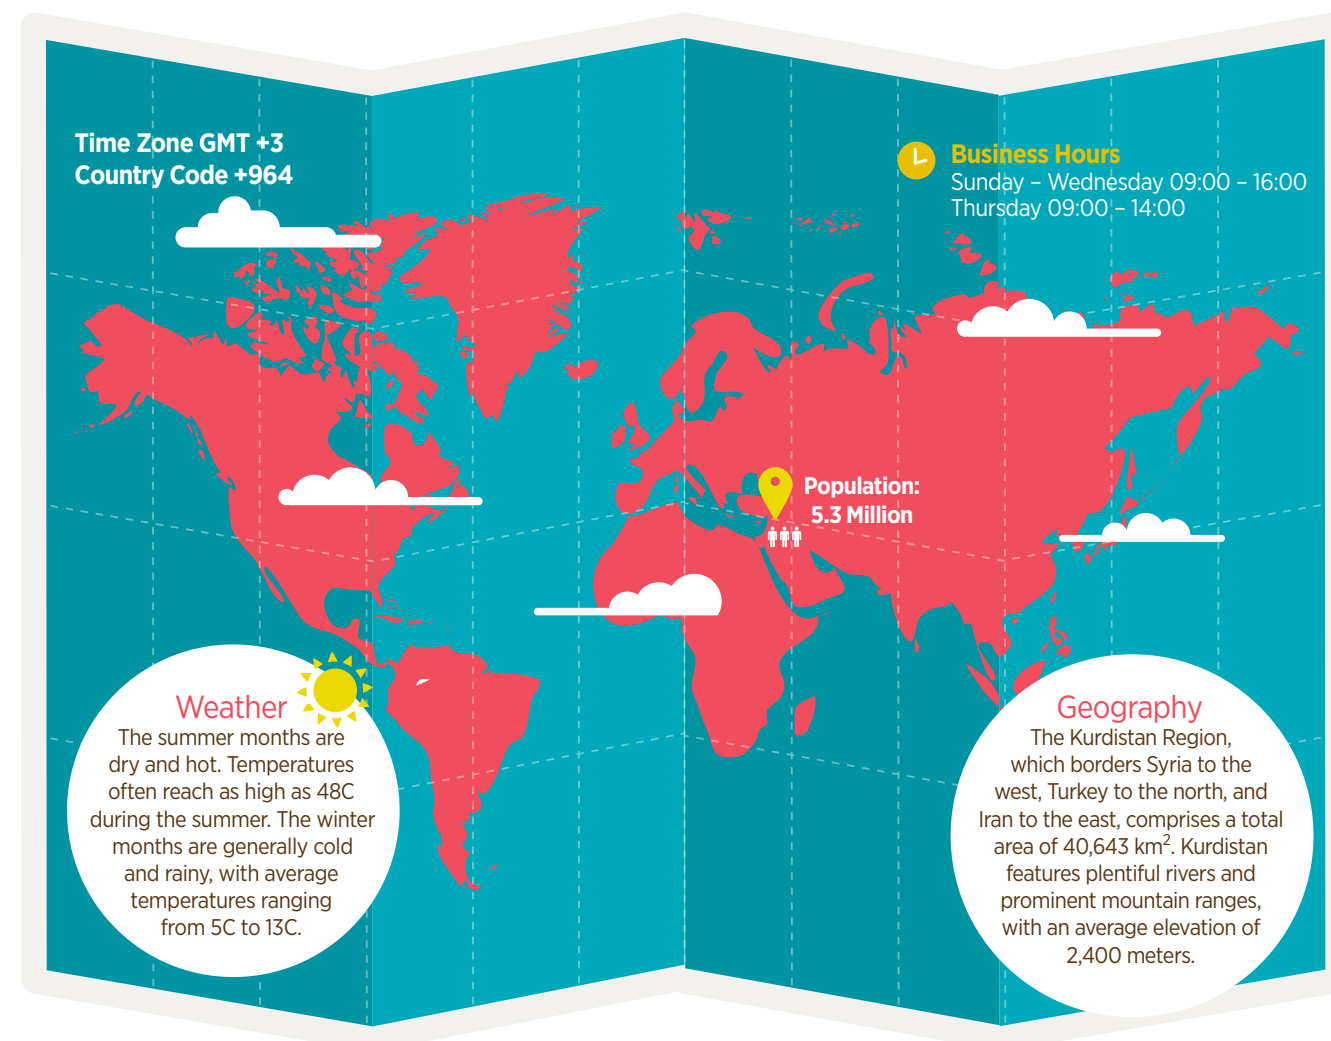 Time Zone GMT +3
Country Code +964
Business Hours
Sunday – Wednesday 09:00 – 16:00
Thursday 09:00 – 14:00
Population:
5.3 Million
Weather
The summer months are
dry and hot. Temperatures
often reach as high as 48C
during the summer. The winter
months are generally cold
and rainy, with average
temperatures ranging
from 5C to 13C.
Geography
The Kurdistan Region,
which borders Syria to the
west, Turkey to the north, and
Iran to the east, comprises a total
area of 40,643 km². Kurdistan
features plentiful rivers and
prominent mountain ranges,
with an average elevation of
2,400 meters.